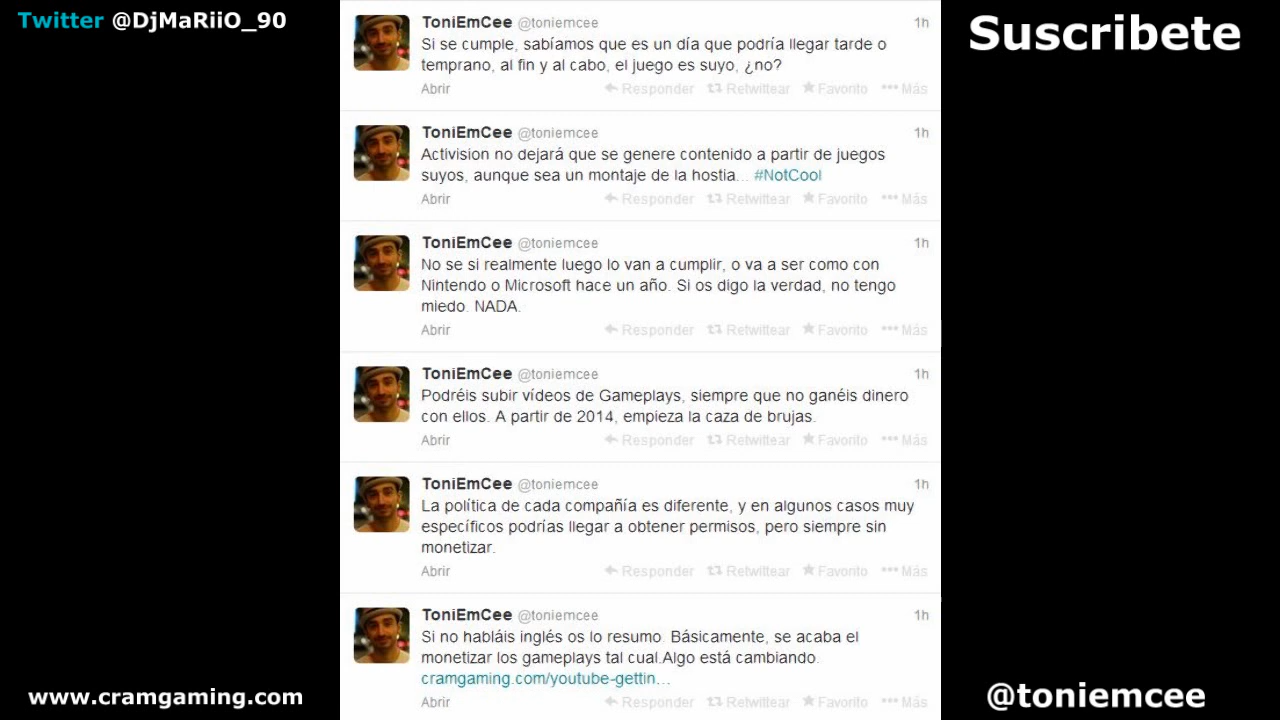 Twitter @DjMaRiiO_90
Suscribete
ToniEmCee @toniemcee 1h
Si se cumple, sabíamos que es un día que podría llegar tarde o
temprano, al fin y al cabo, el juego es suyo, ¿no?
Abrir Responder Retwittear Favorito Más
ToniEmCee @toniemcee 1h
Activision no dejará que se genere contenido a partir de juegos
suyos, aunque sea un montaje de la hostia... #NotCool
Abrir Responder Retwittear Favorito Más
ToniEmCee @toniemcee 1h
No se si realmente luego lo van a cumplir, o va a ser como con
Nintendo o Microsoft hace un año. Si os digo la verdad, no tengo
miedo. NADA.
Abrir Responder Retwittear Favorito Más
ToniEmCee @toniemcee 1h
Podréis subir vídeos de Gameplays, siempre que no ganéis dinero
con ellos. A partir de 2014, empieza la caza de brujas.
Abrir Responder Retwittear Favorito Más
ToniEmCee @toniemcee 1h
La política de cada compañía es diferente, y en algunos casos muy
específicos podrías llegar a obtener permisos, pero siempre sin
monetizar.
Abrir Responder Retwittear Favorito Más
ToniEmCee @toniemcee 1h
Si no habláis inglés os lo resumo. Básicamente, se acaba el
monetizar los gameplays tal cual.Algo está cambiando.
cramgaming.com/youtube-gettin...
Abrir Responder Retwittear Favorito Más
www.cramgaming.com
@toniemcee